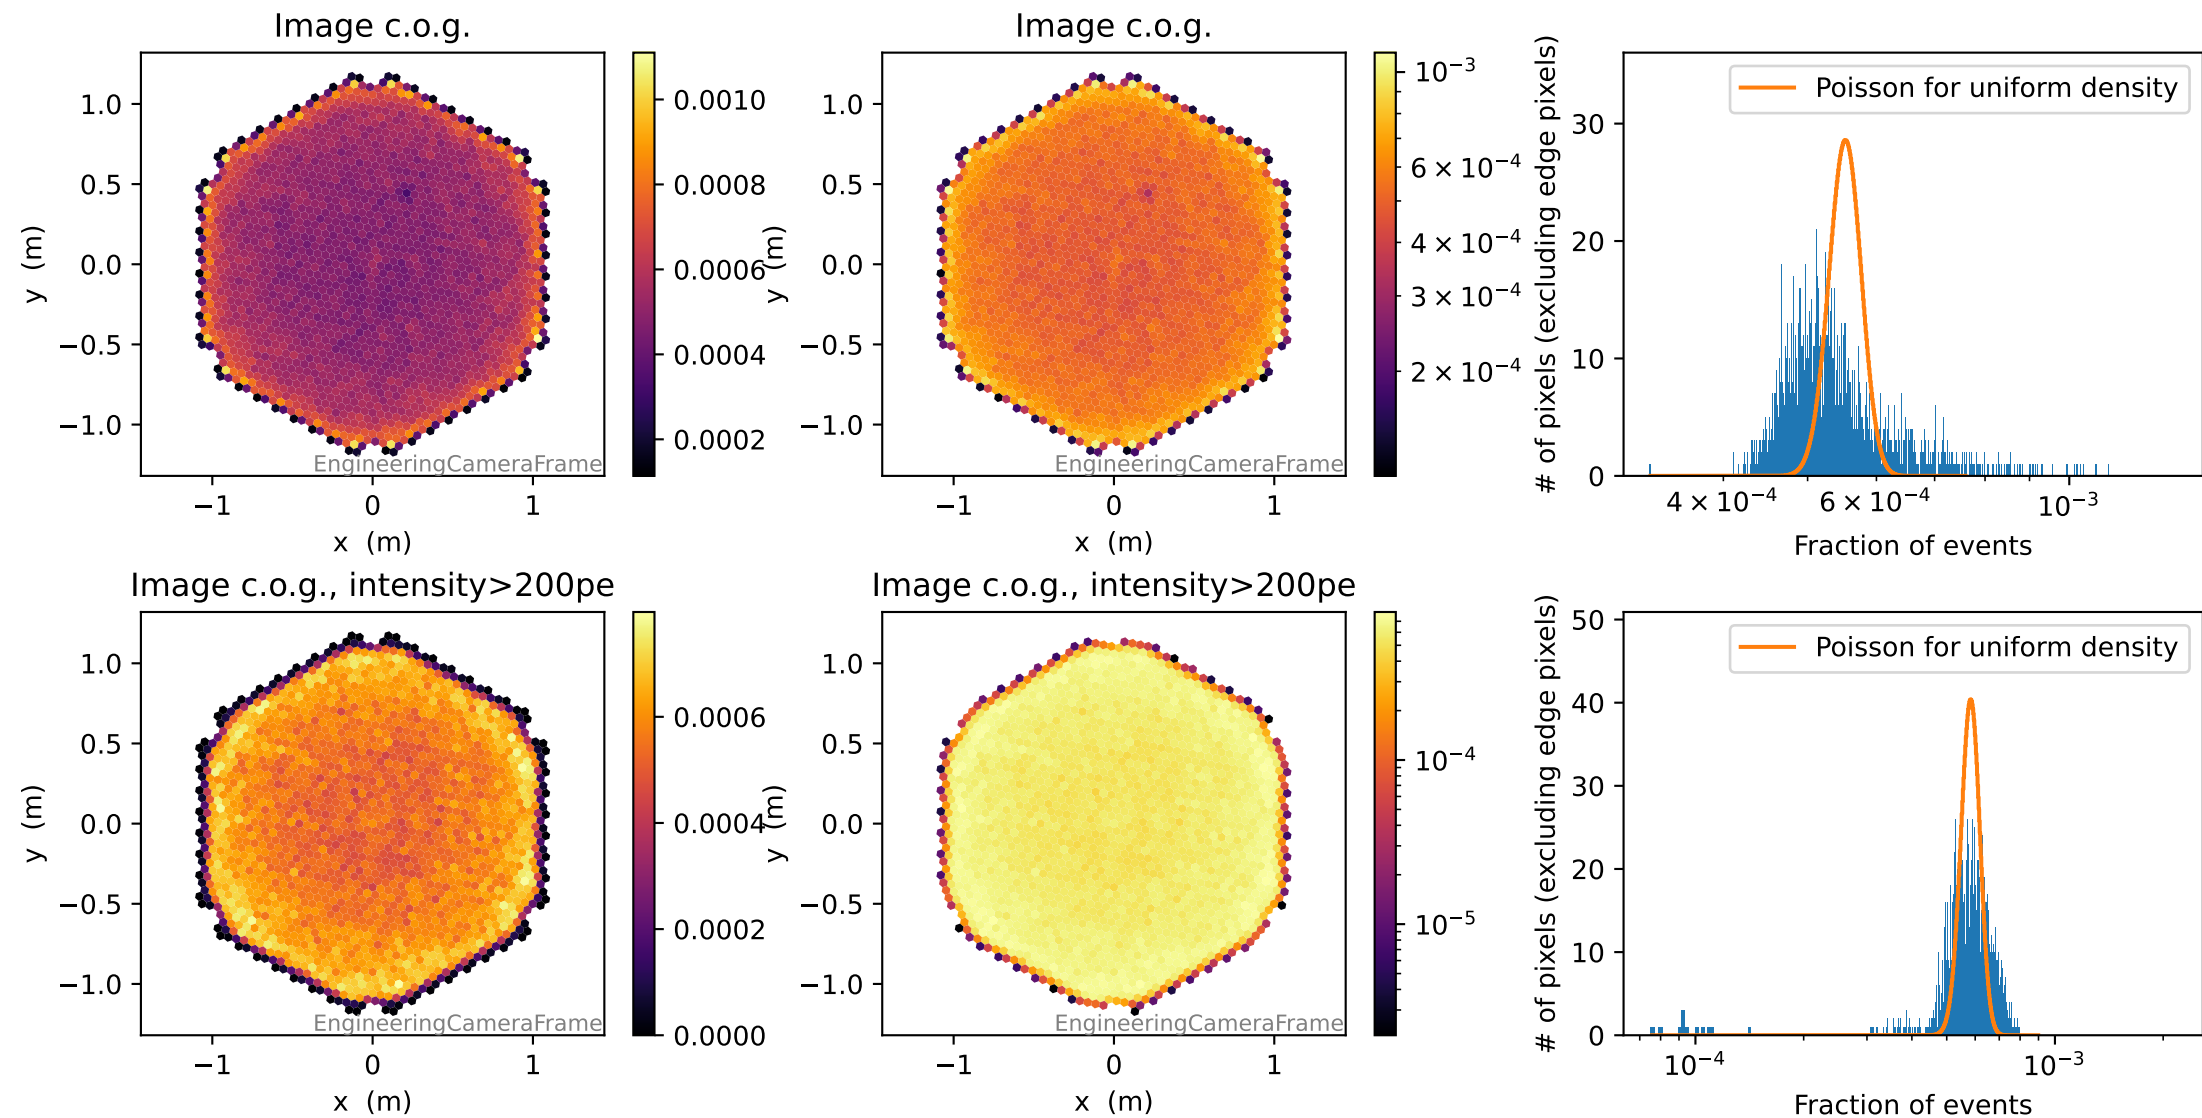 Image c.o.g.
y (m)
1.0
0.5
0.0
−0.5
−1.0
−1
0
1
x (m)
EngineeringCameraFrame
0.0010
0.0008
0.0006
0.0004
0.0002
Image c.o.g.
y (m)
1.0
0.5
0.0
−0.5
−1.0
−1
0
1
x (m)
EngineeringCameraFrame
10⁻³
6 × 10⁻⁴
4 × 10⁻⁴
3 × 10⁻⁴
2 × 10⁻⁴
# of pixels (excluding edge pixels)
30
20
10
0
Poisson for uniform density
4 × 10⁻⁴
6 × 10⁻⁴
10⁻³
Fraction of events
Image c.o.g., intensity>200pe
y (m)
1.0
0.5
0.0
−0.5
−1.0
−1
0
1
x (m)
EngineeringCameraFrame
0.0006
0.0004
0.0002
0.0000
Image c.o.g., intensity>200pe
y (m)
1.0
0.5
0.0
−0.5
−1.0
−1
0
1
x (m)
EngineeringCameraFrame
10⁻⁴
10⁻⁵
# of pixels (excluding edge pixels)
50
40
30
20
10
0
Poisson for uniform density
10⁻⁴
10⁻³
Fraction of events